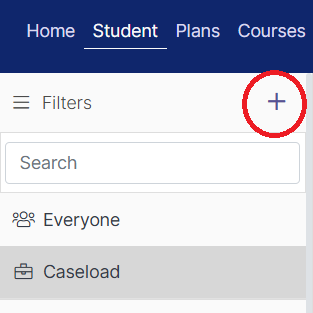 Home Student Plans Courses
Filters
Search
Everyone
Caseload